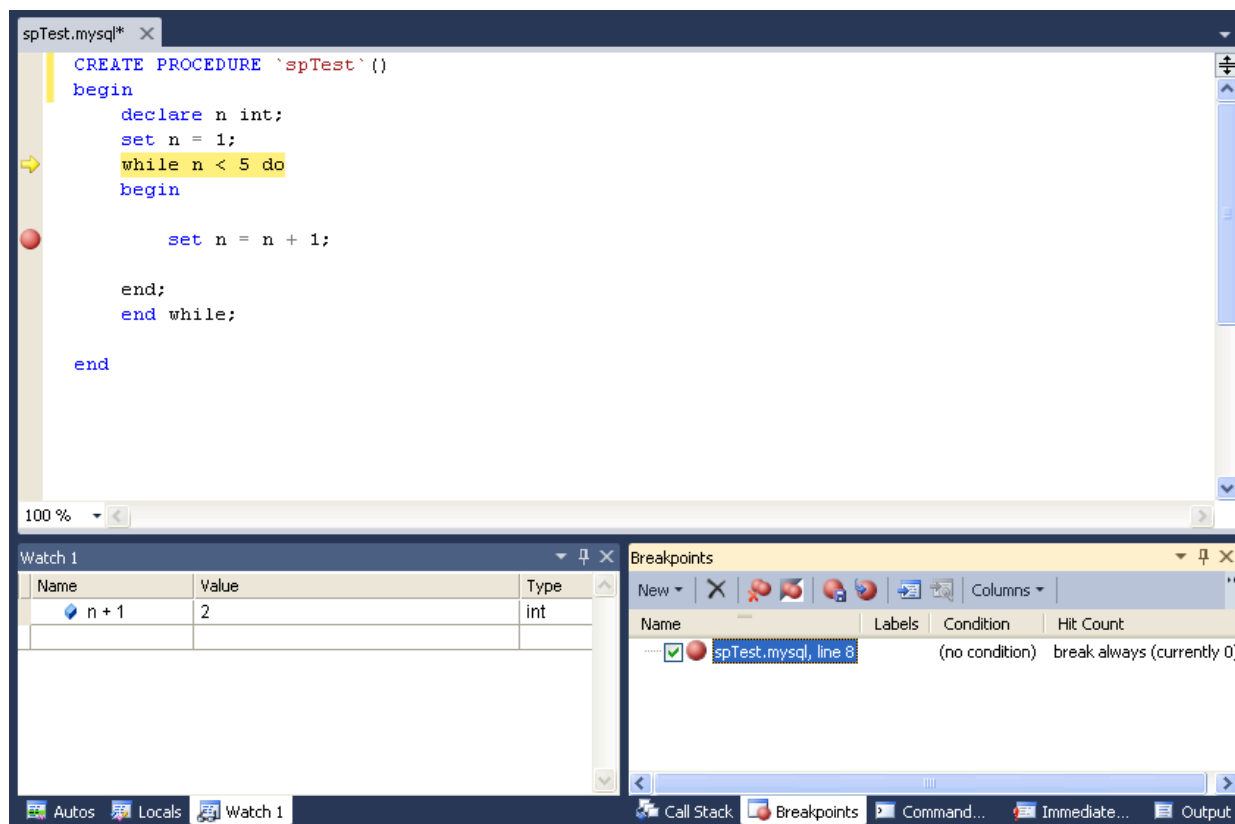 spTest.mysql*
CREATE PROCEDURE `spTest`()
begin
declare n int;
set n = 1;
while n < 5 do
begin
set n = n + 1;
end;
end while;
end
100 %
Watch 1
Name Value Type
n + 1 2 int
Autos Locals Watch 1
Breakpoints
New Columns
Name Labels Condition Hit Count
spTest.mysql, line 8 (no condition) break always (currently 0)
Call Stack Breakpoints Command... Immediate... Output